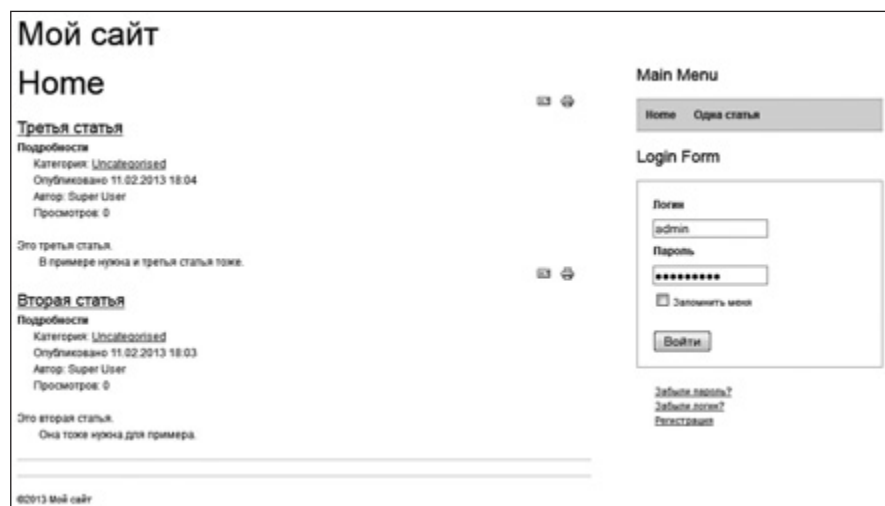 Мой сайт
Home
Третья статья
Подробности
Категория: Uncategorised
Опубликовано 11.02.2013 18:04
Автор: Super User
Просмотров: 0
Это третья статья.
В примере нужна и третья статья тоже.
Вторая статья
Подробности
Категория: Uncategorised
Опубликовано 11.02.2013 18:03
Автор: Super User
Просмотров: 0
Это вторая статья.
Она тоже нужна для примера.
©2013 Мой сайт
Main Menu
Home Одна статья
Login Form
Логин
admin
Пароль
•••••••••
Запомнить меня
Войти
Забыли пароль?
Забыли логин?
Регистрация